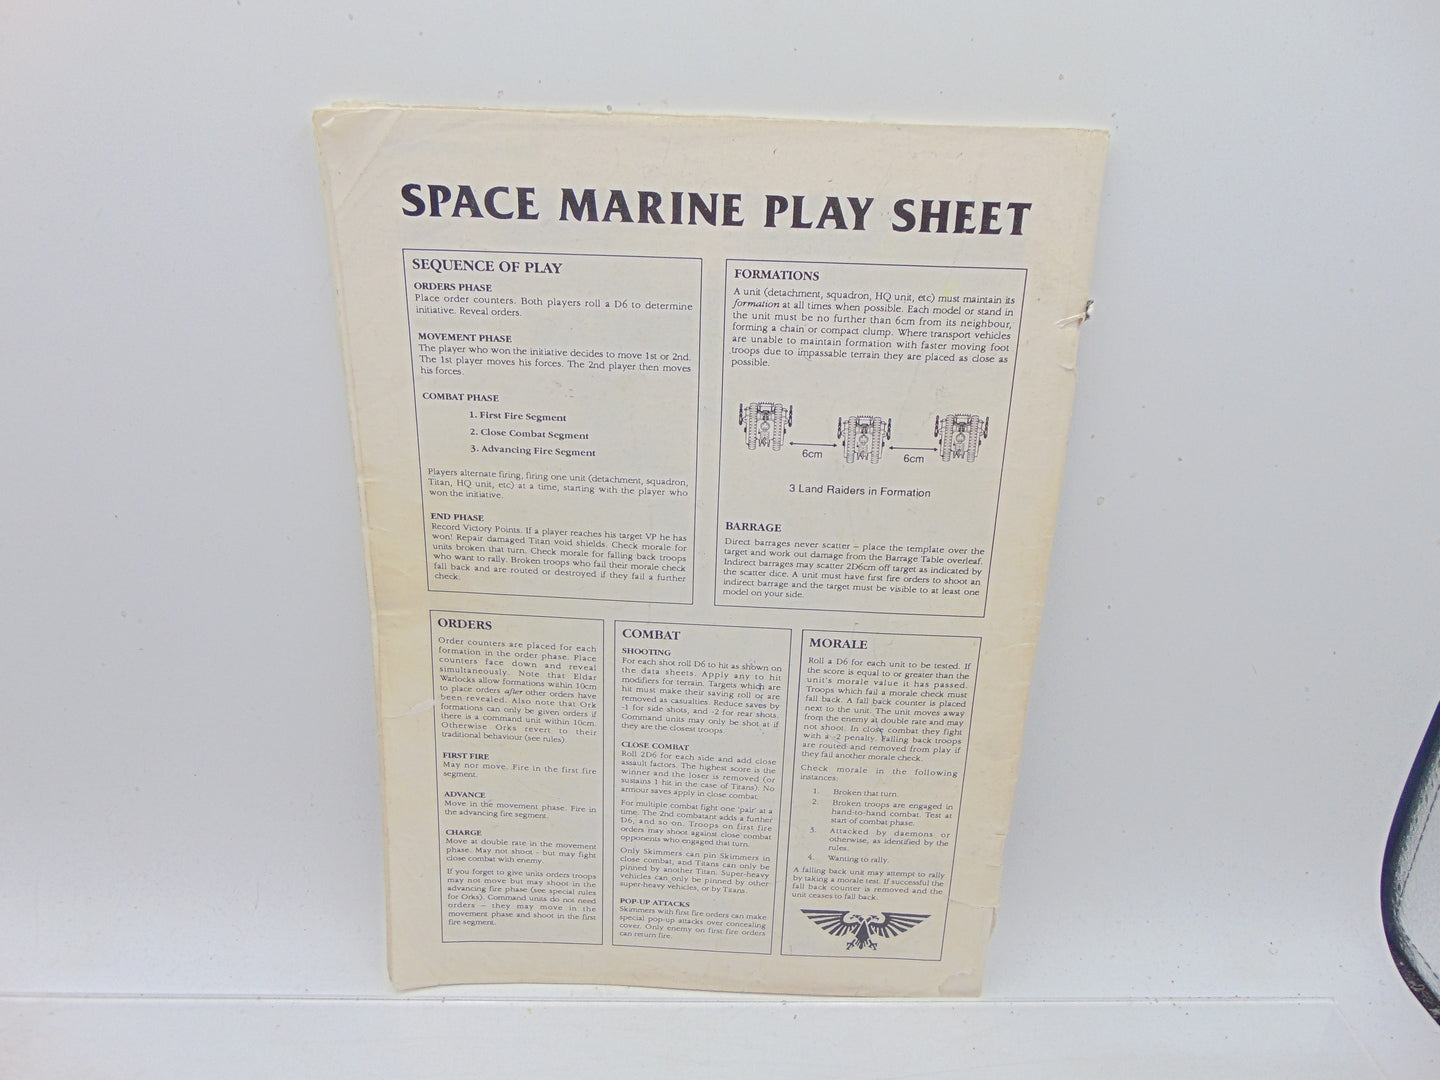 SPACE MARINE PLAY SHEET
SEQUENCE OF PLAY
ORDERS PHASE
Place order counters. Both players roll a D6 to determine
initiative. Reveal orders.
MOVEMENT PHASE
The player who won the initiative decides to move 1st or 2nd.
The 1st player moves his forces. The 2nd player then moves
his forces.
COMBAT PHASE
1. First Fire Segment
2. Close Combat Segment
3. Advancing Fire Segment
Players alternate firing, firing one unit (detachment, squadron,
Titan, HQ unit, etc) at a time, starting with the player who
won the initiative.
END PHASE
Record Victory Points. If a player reaches his target VP he has
won! Repair damaged Titan void shields. Check morale for
units broken that turn. Check morale for falling back troops
who want to rally. Broken troops who fail their morale check
fall back and are routed or destroyed if they fail a further
check.
FORMATIONS
A unit (detachment, squadron, HQ unit, etc) must maintain its
formation at all times when possible. Each model or stand in
the unit must be no further than 6cm from its neighbour,
forming a chain or compact clump. Where transport vehicles
are unable to maintain formation with faster moving foot
troops due to impassable terrain they are placed as close as
possible.
6cm
6cm
3 Land Raiders in Formation
BARRAGE
Direct barrages never scatter – place the template over the
target and work out damage from the Barrage Table overleaf.
Indirect barrages may scatter 2D6cm off target as indicated by
the scatter dice. A unit must have first fire orders to shoot an
indirect barrage and the target must be visible to at least one
model on your side.
ORDERS
Order counters are placed for each
formation in the order phase. Place
counters face down and reveal
simultaneously. Note that Eldar
Warlocks allow formations within 10cm
to place orders after other orders have
been revealed. Also note that Ork
formations can only be given orders if
there is a command unit within 10cm.
Otherwise Orks revert to their
traditional behaviour (see rules).
FIRST FIRE
May nor move. Fire in the first fire
segment.
ADVANCE
Move in the movement phase. Fire in
the advancing fire segment.
CHARGE
Move at double rate in the movement
phase. May not shoot - but may fight
close combat with enemy.
If you forget to give units orders troops
may not move but may shoot in the
advancing fire phase (see special rules
for Orks). Command units do not need
orders – they may move in the
movement phase and shoot in the first
fire segment.
COMBAT
SHOOTING
For each shot roll D6 to hit as shown on
the data sheets. Apply any to hit
modifiers for terrain. Targets which are
hit must make their saving roll or are
removed as casualties. Reduce saves by
-1 for side shots, and -2 for rear shots.
Command units may only be shot at if
they are the closest troops.
CLOSE COMBAT
Roll 2D6 for each side and add close
assault factors. The highest score is the
winner and the loser is removed (or
sustains 1 hit in the case of Titans). No
armour saves apply in close combat.
For multiple combat fight one 'pair' at a
time. The 2nd combatant adds a further
D6, and so on. Troops on first fire
orders may shoot against close combat
opponents who engaged that turn.
Only Skimmers can pin Skimmers in
close combat, and Titans can only be
pinned by another Titan. Super-heavy
vehicles can only be pinned by other
super-heavy vehicles, or by Titans.
POP-UP ATTACKS
Skimmers with first fire orders can make
special pop-up attacks over concealing
cover. Only enemy on first fire orders
can return fire.
MORALE
Roll a D6 for each unit to be tested. If
the score is equal to or greater than the
unit's morale value it has passed.
Troops which fail a morale check must
fall back. A fall back counter is placed
next to the unit. The unit moves away
from the enemy at double rate and may
not shoot. In close combat they fight
with a -2 penalty. Falling back troops
are routed and removed from play if
they fail another morale check.
Check morale in the following
instances:
1. Broken that turn.
2. Broken troops are engaged in
hand-to-hand combat. Test at
start of combat phase.
3. Attacked by daemons or
otherwise, as identified by the
rules.
4. Wanting to rally.
A falling back unit may attempt to rally
by taking a morale test. If successful the
fall back counter is removed and the
unit ceases to fall back.